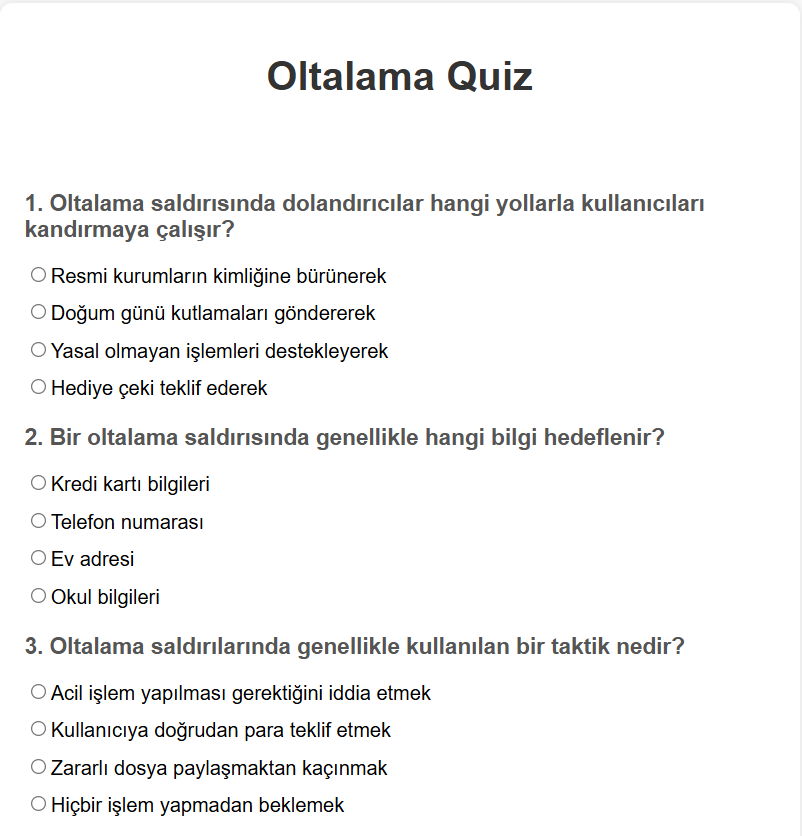 Oltalama Quiz
1. Oltalama saldırısında dolandırıcılar hangi yollarla kullanıcıları
kandırmaya çalışır?
Resmi kurumların kimliğine bürünerek
Doğum günü kutlamaları göndererek
Yasal olmayan işlemleri destekleyerek
Hediye çeki teklif ederek
2. Bir oltalama saldırısında genellikle hangi bilgi hedeflenir?
Kredi kartı bilgileri
Telefon numarası
Ev adresi
Okul bilgileri
3. Oltalama saldırılarında genellikle kullanılan bir taktik nedir?
Acil işlem yapılması gerektiğini iddia etmek
Kullanıcıya doğrudan para teklif etmek
Zararlı dosya paylaşmaktan kaçınmak
Hiçbir işlem yapmadan beklemek